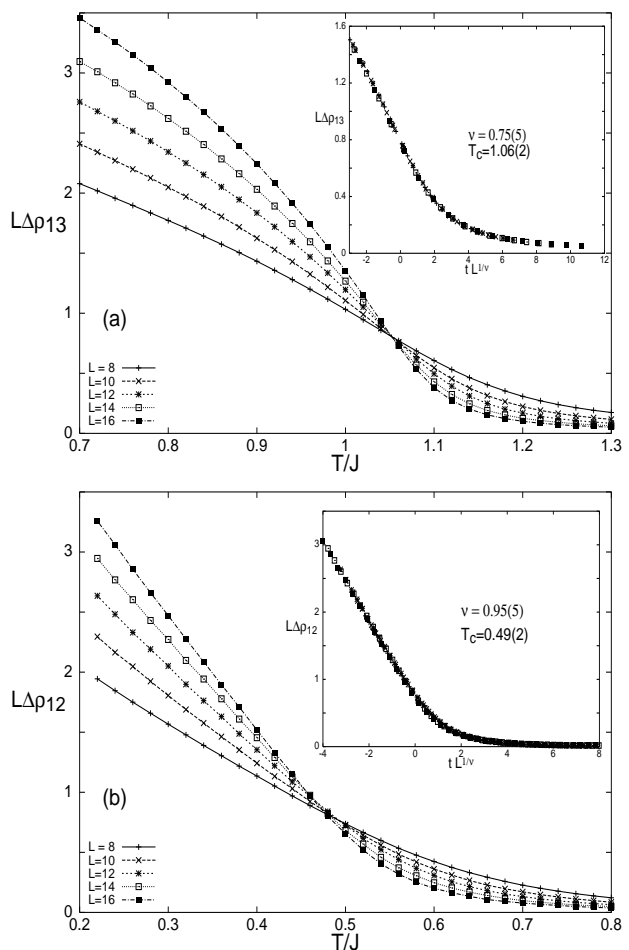 3
2
1
0
LΔρ13
(a)
L = 8
L=10
L=12
L=14
L=16
0.7 0.8 0.9 1 1.1 1.2 1.3
T/J
1.6
1.2
0.8
0.4
0
LΔρ13
ν = 0.75(5)
Tc=1.06(2)
-2 0 2 4 6 8 10 12
t L1/ν
3
2
1
0
LΔρ12
(b)
L = 8
L=10
L=12
L=14
L=16
0.2 0.3 0.4 0.5 0.6 0.7 0.8
T/J
3
2
1
0
LΔρ12
ν = 0.95(5)
Tc=0.49(2)
-4 -2 0 2 4 6 8
t L1/ν